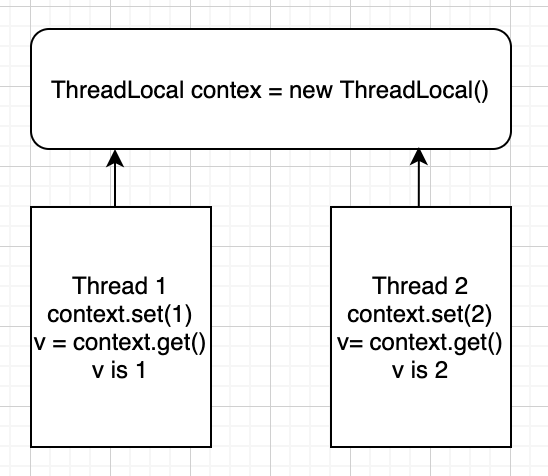 ThreadLocal contex = new ThreadLocal()
Thread 1
context.set(1)
v = context.get()
v is 1
Thread 2
context.set(2)
v= context.get()
v is 2